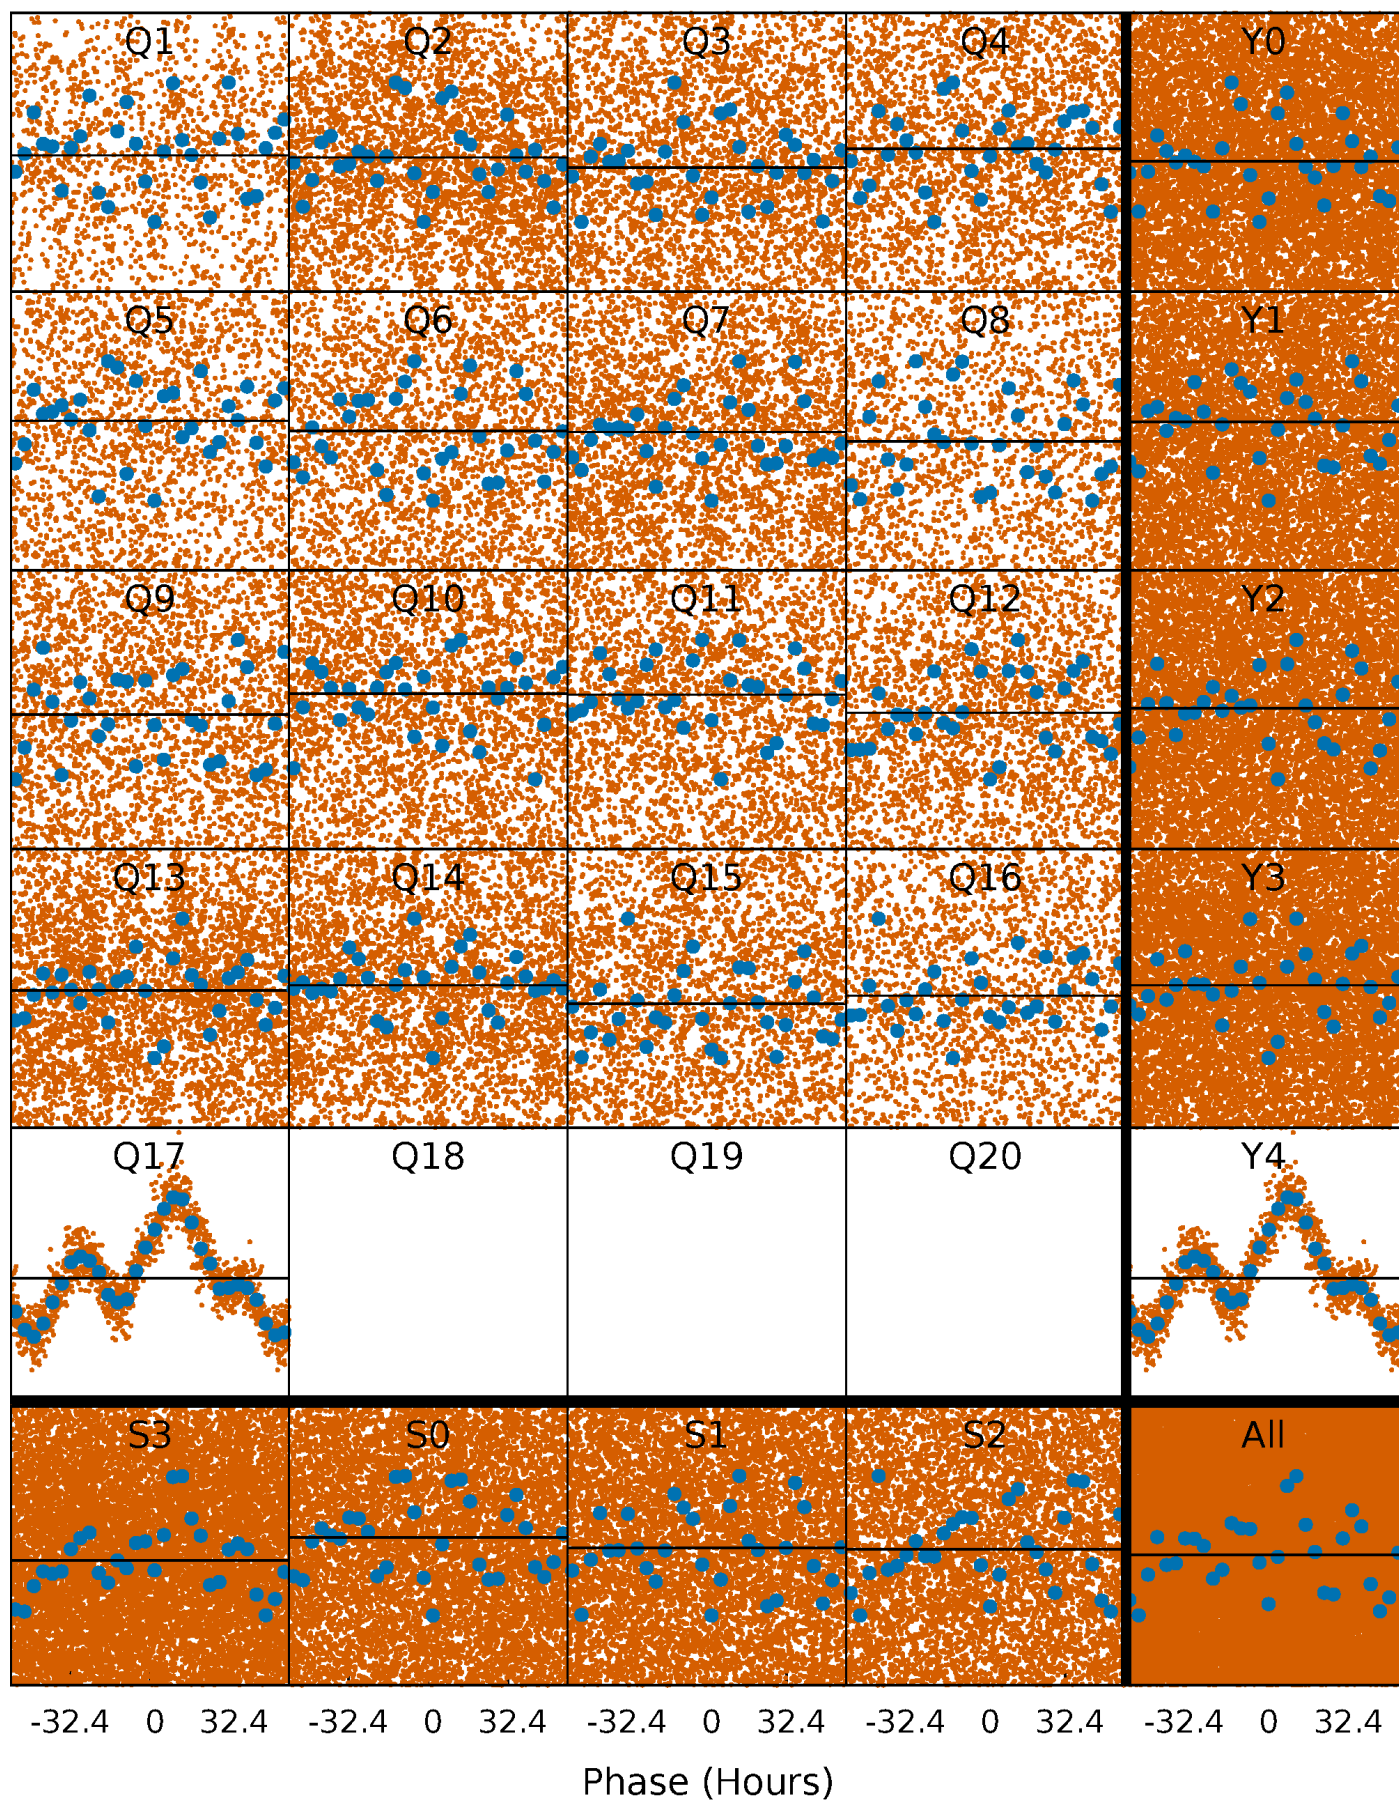 Q1 Q2 Q3 Q4 Y0
Q5 Q6 Q7 Q8 Y1
Q9 Q10 Q11 Q12 Y2
Q13 Q14 Q15 Q16 Y3
Q17 Q18 Q19 Q20 Y4
S3 S0 S1 S2 All
-32.4 0 32.4 -32.4 0 32.4 -32.4 0 32.4 -32.4 0 32.4 -32.4 0 32.4
Phase (Hours)